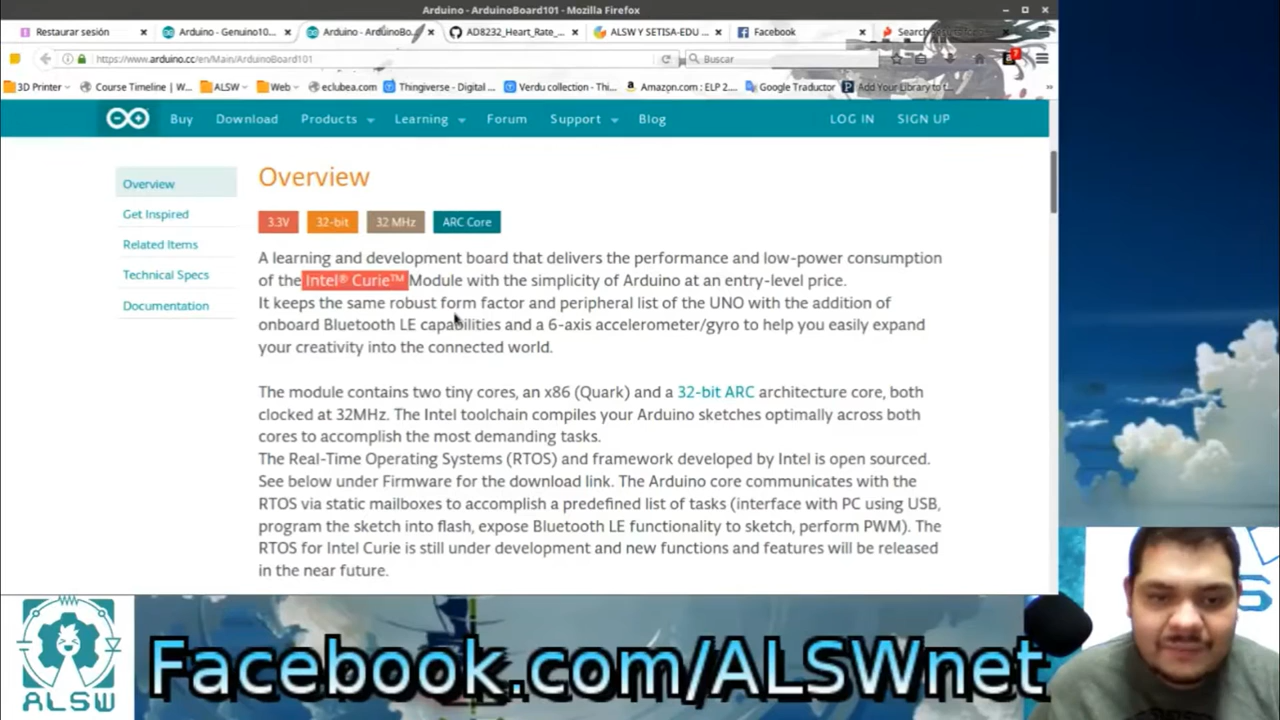 Arduino - ArduinoBoard101 - Mozilla Firefox
Restaurar sesión
Arduino - Genuino10...
Arduino - ArduinoBo...
AD8232_Heart_Rate_...
ALSW Y SETISA-EDU ...
Facebook
Search
https://www.arduino.cc/en/Main/ArduinoBoard101
Buscar
3D Printer
Course Timeline | W...
ALSW
Web
eclubea.com
Thingiverse - Digital ...
Verdu collection - Thi...
Amazon.com : ELP 2...
Google Traductor
Add Your Library to t...
Buy
Download
Products
Learning
Forum
Support
Blog
LOG IN
SIGN UP
Overview
Get Inspired
Related Items
Technical Specs
Documentation
Overview
3.3V
32-bit
32 MHz
ARC Core
A learning and development board that delivers the performance and low-power consumption
of the Intel® Curie™ Module with the simplicity of Arduino at an entry-level price.
It keeps the same robust form factor and peripheral list of the UNO with the addition of
onboard Bluetooth LE capabilities and a 6-axis accelerometer/gyro to help you easily expand
your creativity into the connected world.
The module contains two tiny cores, an x86 (Quark) and a 32-bit ARC architecture core, both
clocked at 32MHz. The Intel toolchain compiles your Arduino sketches optimally across both
cores to accomplish the most demanding tasks.
The Real-Time Operating Systems (RTOS) and framework developed by Intel is open sourced.
See below under Firmware for the download link. The Arduino core communicates with the
RTOS via static mailboxes to accomplish a predefined list of tasks (interface with PC using USB,
program the sketch into flash, expose Bluetooth LE functionality to sketch, perform PWM). The
RTOS for Intel Curie is still under development and new functions and features will be released
in the near future.
ALSW
Facebook.com/ALSWnet